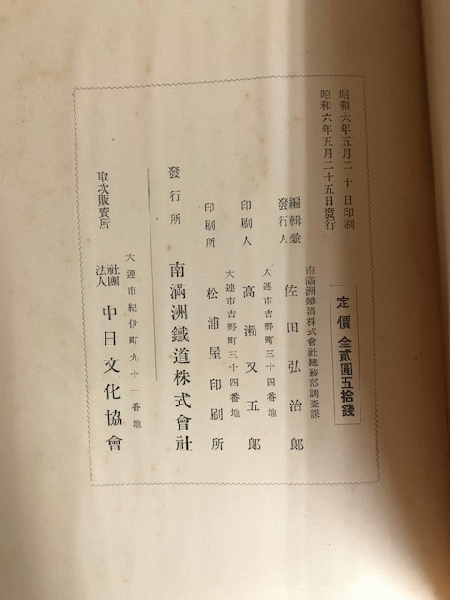 昭和六年五月二十日印刷
昭和六年五月二十五日發行
定價 金貳圓五拾錢
南滿洲鐵道株式會社總務部調査課
編輯兼發行人 佐田弘治郎
大連市吉野町三十四番地
印刷人 高瀨又五郎
大連市吉野町三十四番地
印刷所 松浦屋印刷所
發行所 南滿洲鐵道株式會社
大連市紀伊町九十一番地
取次販賣所 社團法人 中日文化協會